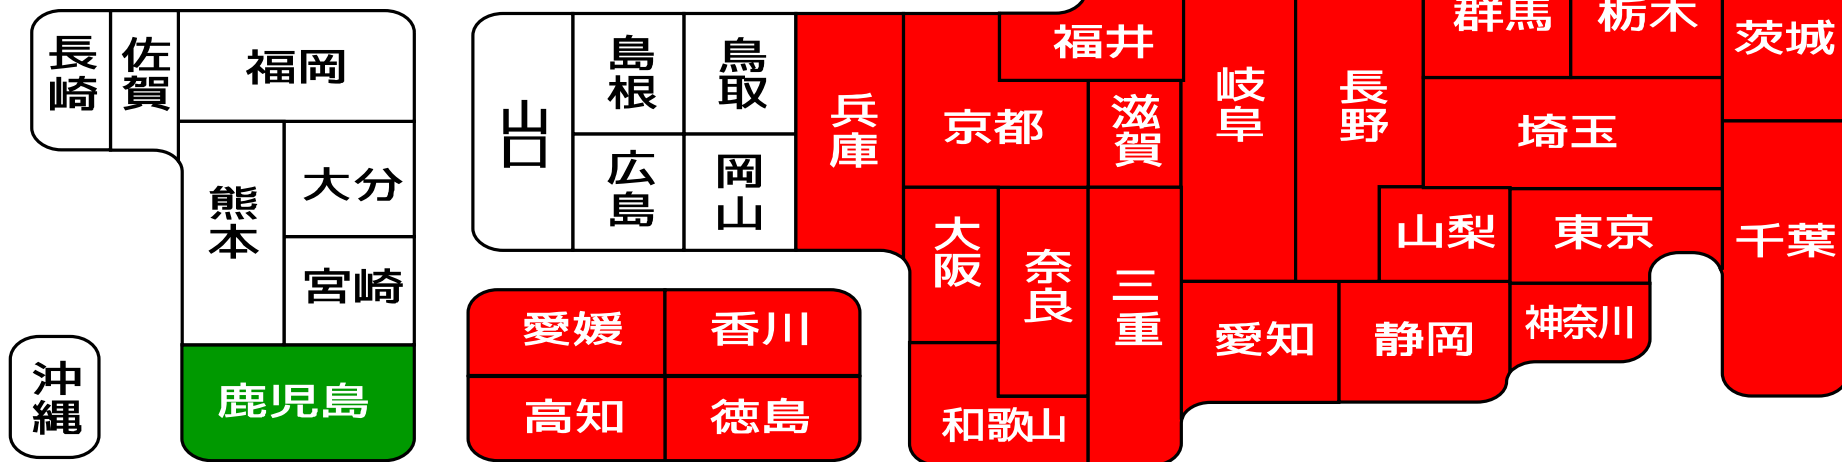 長崎
佐賀
福岡
熊本
大分
宮崎
鹿児島
沖縄
山口
島根
鳥取
広島
岡山
愛媛
香川
高知
徳島
兵庫
京都
福井
滋賀
大阪
奈良
和歌山
三重
岐阜
長野
愛知
静岡
群馬
栃木
茨城
埼玉
山梨
東京
神奈川
千葉